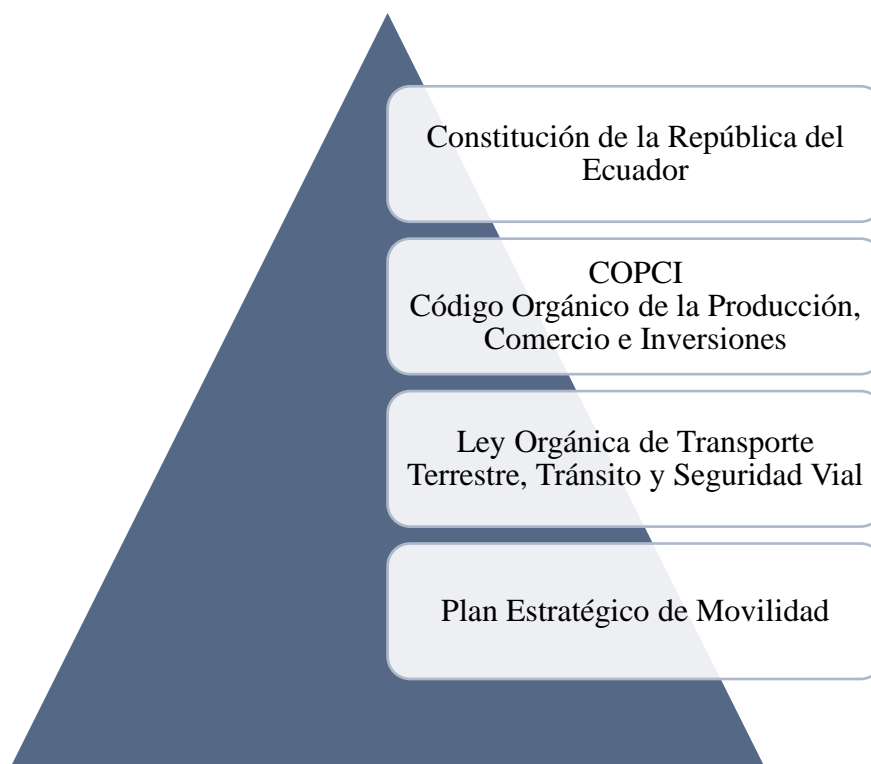 Constitución de la República del
Ecuador
COPCI
Código Orgánico de la Producción,
Comercio e Inversiones
Ley Orgánica de Transporte
Terrestre, Tránsito y Seguridad Vial
Plan Estratégico de Movilidad